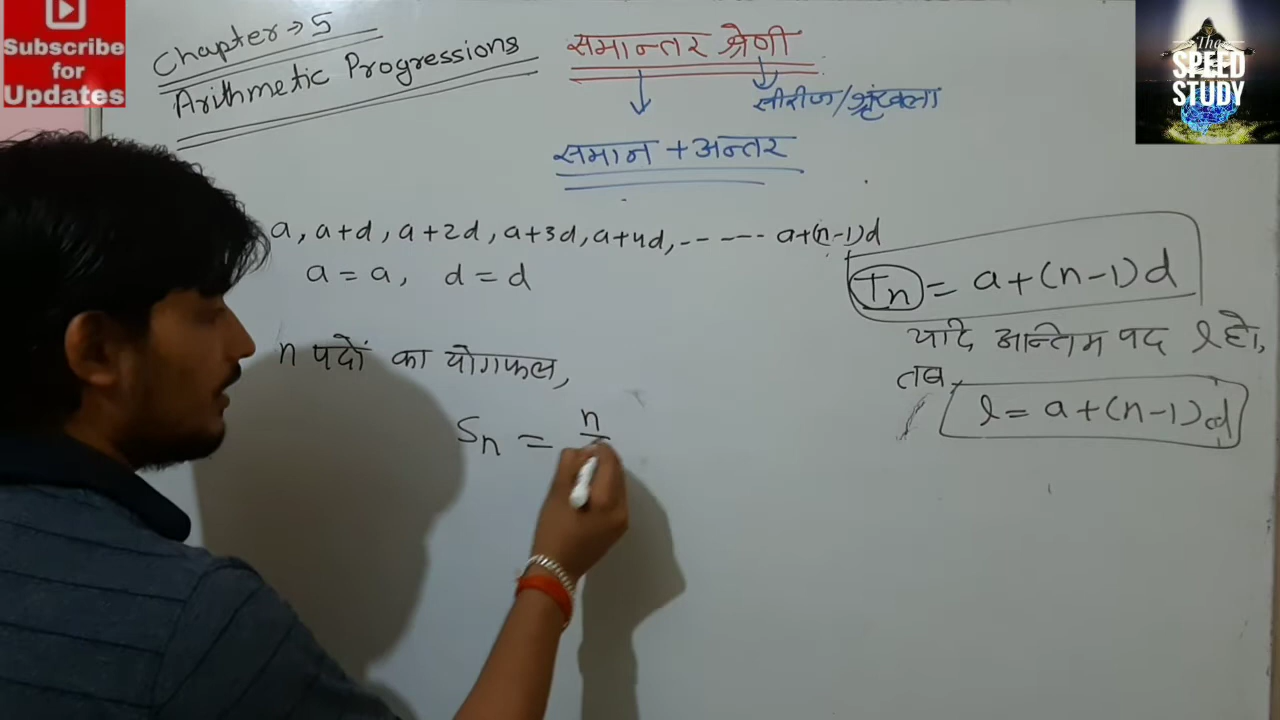 Subscribe
for
Updates
Chapter → 5
Arithmetic Progressions
समान्तर श्रेणी
सीरीज/श्रृंखला
समान + अन्तर
The
SPEED
STUDY
a, a+d, a+2d, a+3d, a+4d, ------ a+(n-1)d
a = a, d = d
Tn = a+(n-1)d
यदि अन्तिम पद l हो,
तब,
l = a+(n-1)d
n पदों का योगफल,
Sn = n